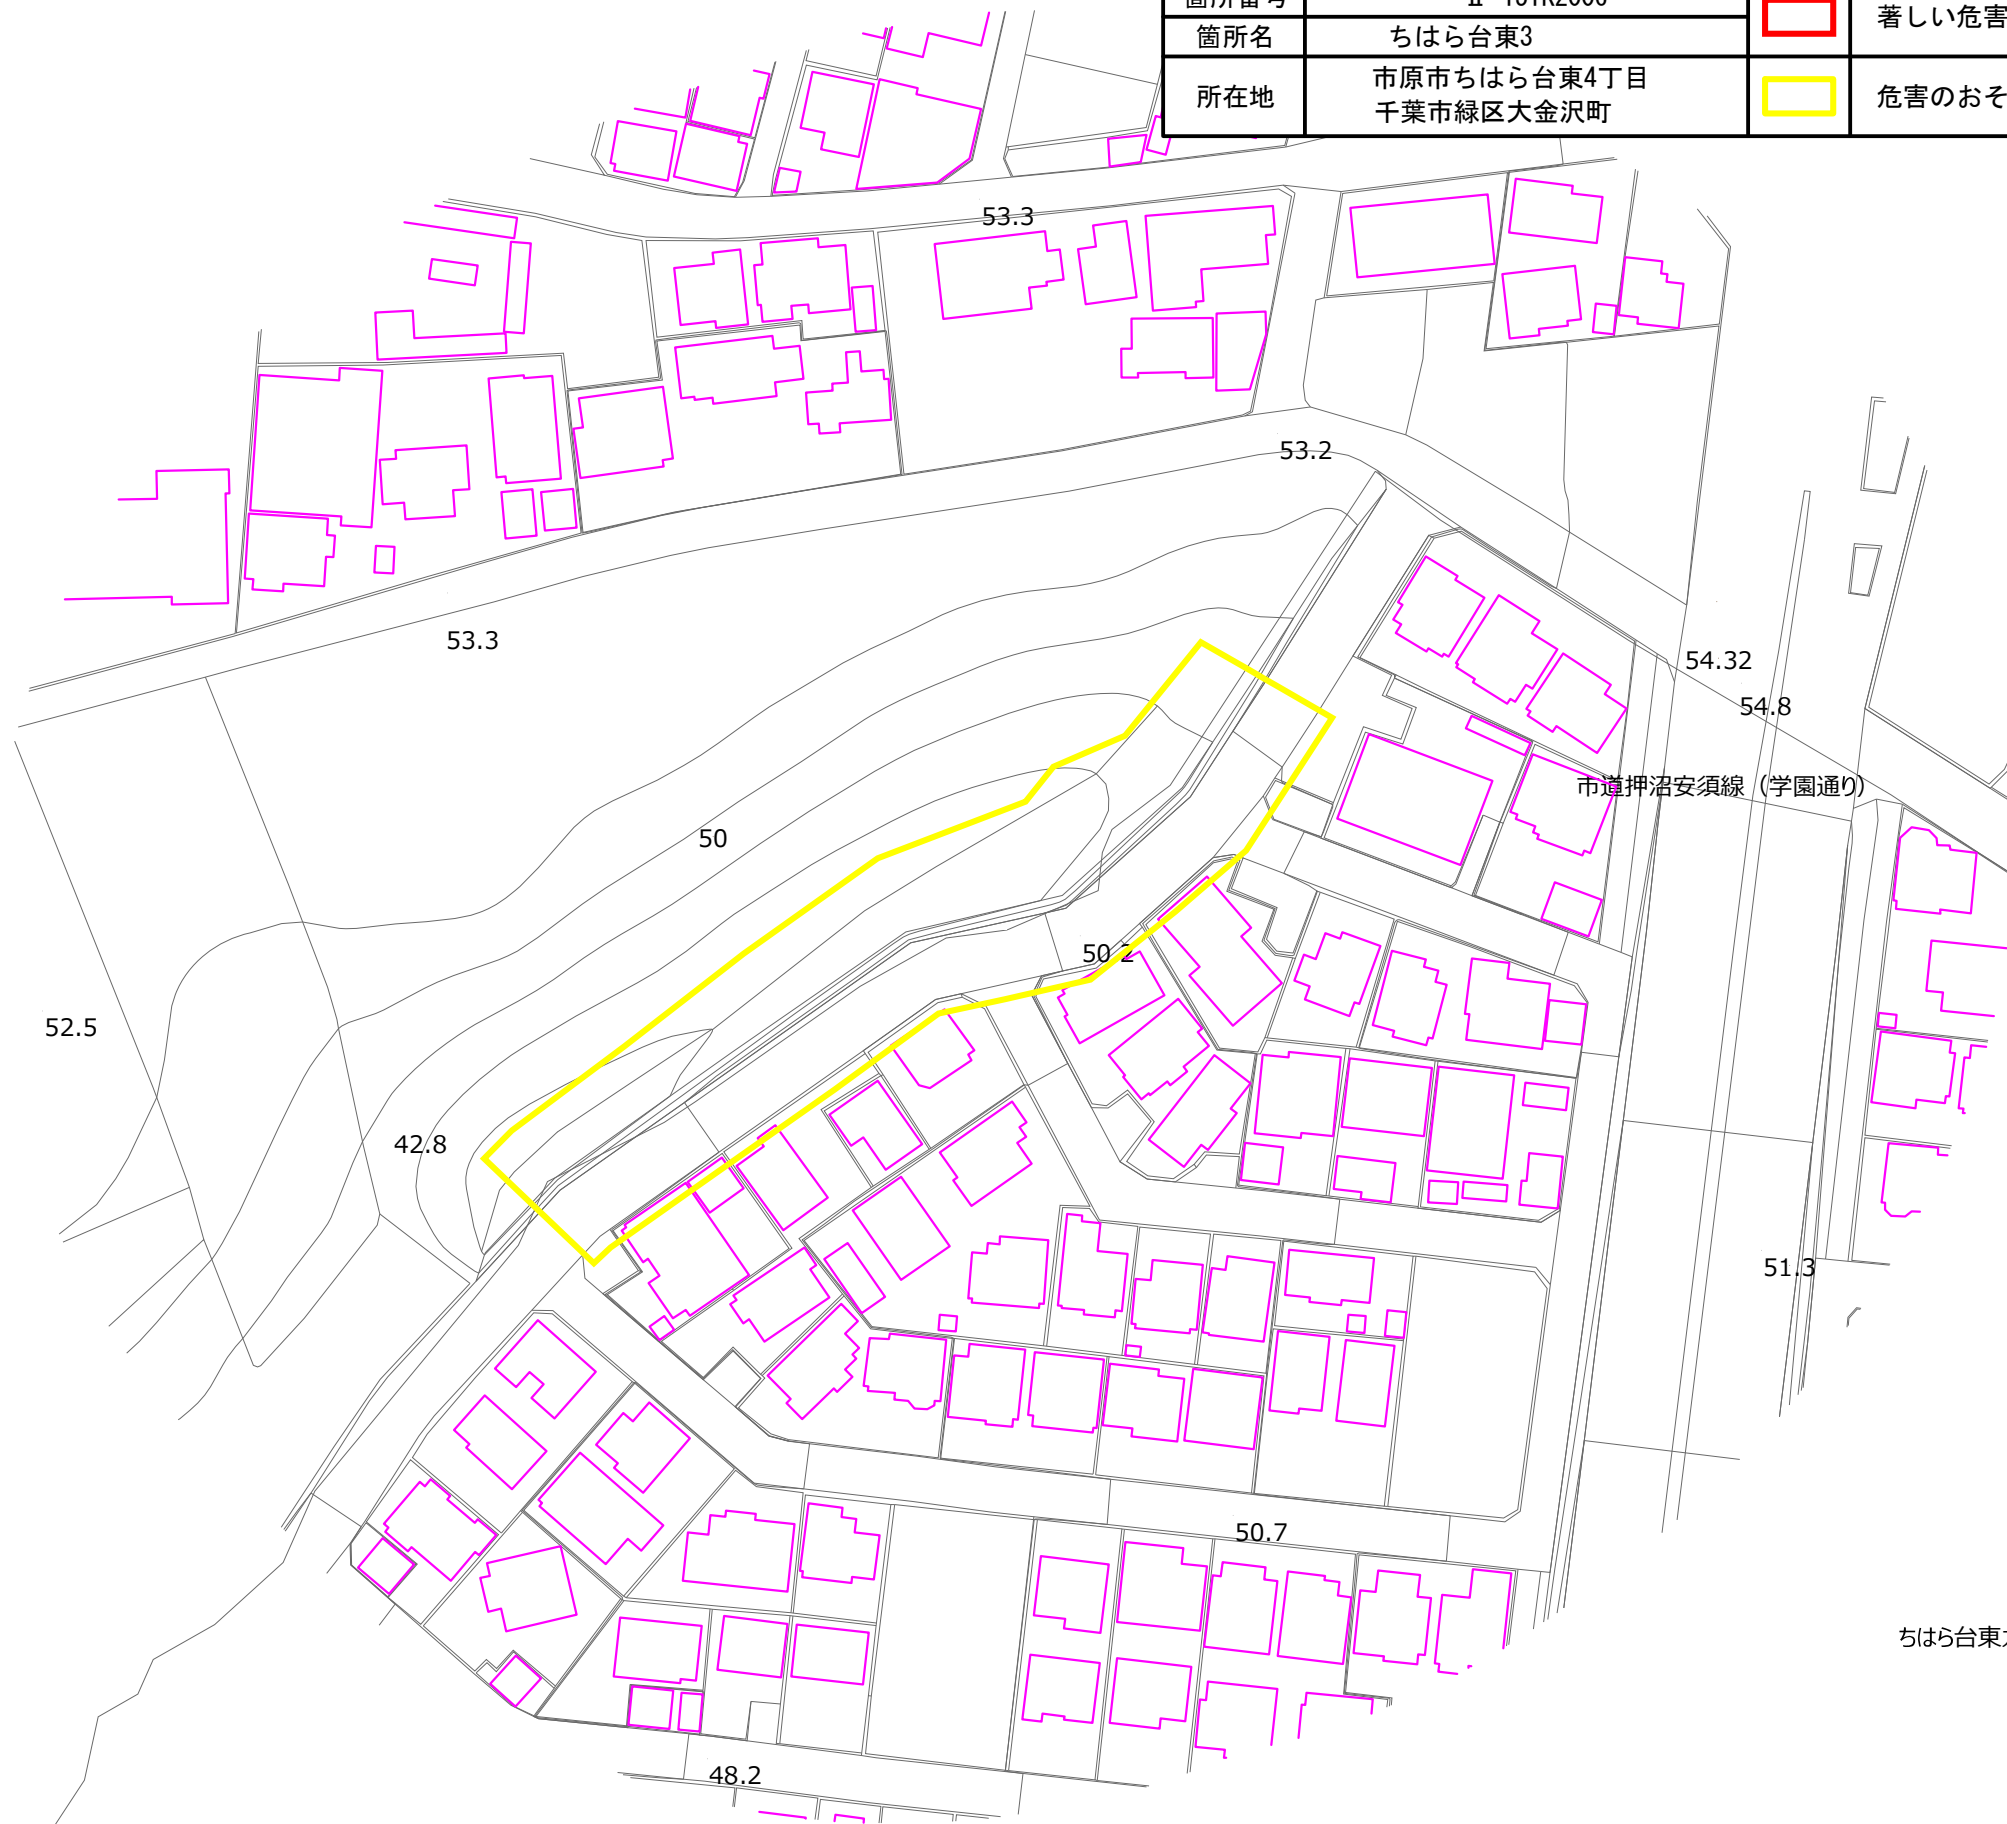 箇所名
ちはら台東3
著しい危害
所在地
市原市ちはら台東4丁目
千葉市緑区大金沢町
危害のおそ
53.3
53.2
53.3
54.32
54.8
市道押沼安須線（学園通り）
50
50.2
52.5
42.8
51.3
50.7
ちはら台東
48.2